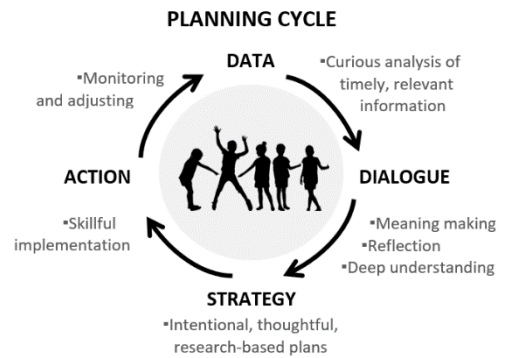 PLANNING CYCLE
DATA
▪Curious analysis of
timely, relevant
information
DIALOGUE
▪Meaning making
▪Reflection
▪Deep understanding
STRATEGY
▪Intentional, thoughtful,
research-based plans
ACTION
▪Skillful
implementation
▪Monitoring
and adjusting